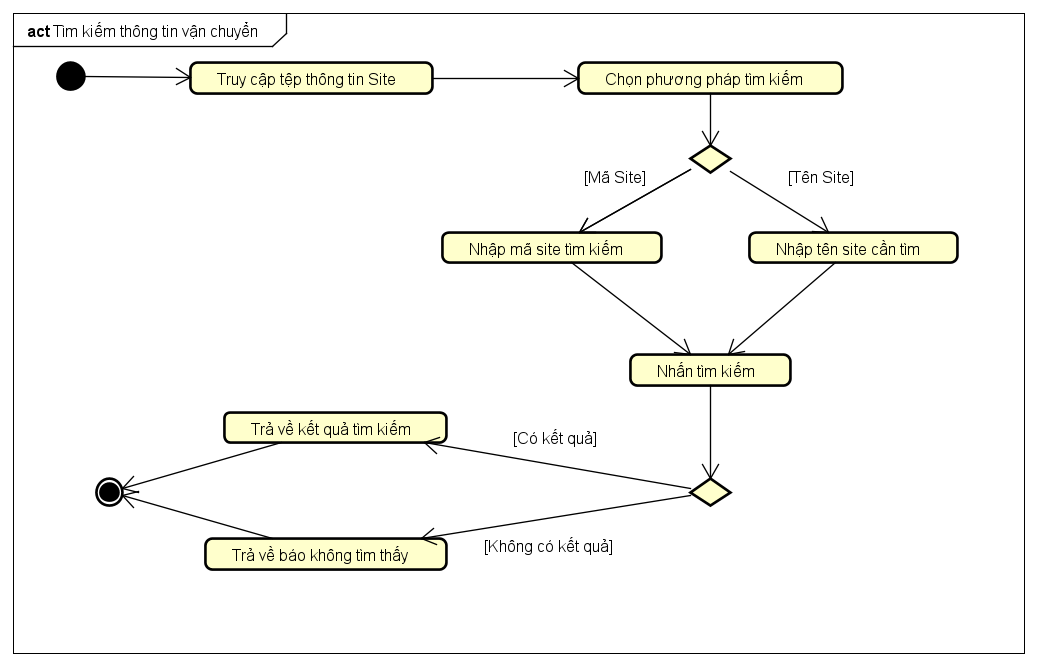 act Tìm kiếm thông tin vận chuyển
Truy cập tệp thông tin Site
Chọn phương pháp tìm kiếm
[Mã Site]
[Tên Site]
Nhập mã site tìm kiếm
Nhập tên site cần tìm
Nhấn tìm kiếm
Trả về kết quả tìm kiếm
[Có kết quả]
[Không có kết quả]
Trả về báo không tìm thấy